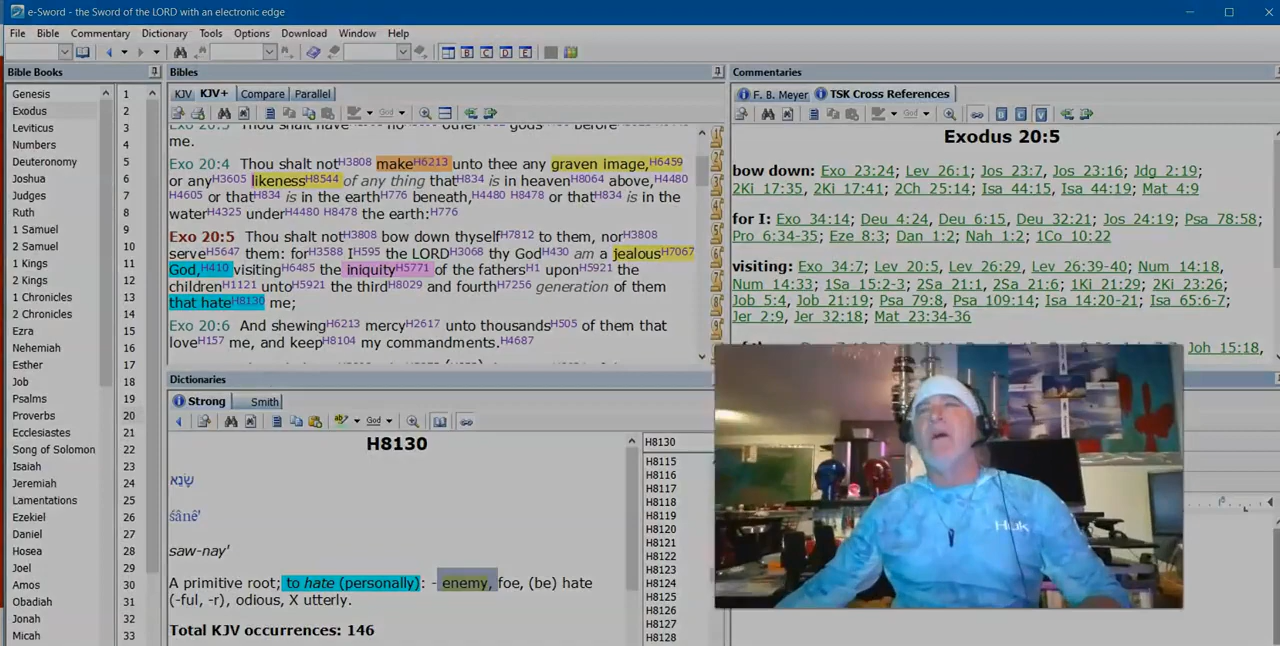 e-Sword - the Sword of the LORD with an electronic edge
File Bible Commentary Dictionary Tools Options Download Window Help
Bible Books
Genesis
Exodus
Leviticus
Numbers
Deuteronomy
Joshua
Judges
Ruth
1 Samuel
2 Samuel
1 Kings
2 Kings
1 Chronicles
2 Chronicles
Ezra
Nehemiah
Esther
Job
Psalms
Proverbs
Ecclesiastes
Song of Solomon
Isaiah
Jeremiah
Lamentations
Ezekiel
Daniel
Hosea
Joel
Amos
Obadiah
Jonah
Micah
1
2
3
4
5
6
7
8
9
10
11
12
13
14
15
16
17
18
19
20
21
22
23
24
25
26
27
28
29
30
31
32
33
Bibles
KJV KJV+ Compare Parallel
me.
Exo 20:4 Thou shalt notH3808 makeH6213 unto thee any graven image,H6459
or anyH3605 likenessH8544 of any thing thatH834 is in heavenH8064 above,H4480
H4605 or thatH834 is in the earthH776 beneath,H4480 H8478 or thatH834 is in the
waterH4325 underH4480 H8478 the earth:H776
Exo 20:5 Thou shalt notH3808 bow down thyselfH7812 to them, norH3808
serveH5647 them: forH3588 IH595 the LORDH3068 thy GodH430 am a jealousH7067
God,H410 visitingH6485 the iniquityH5771 of the fathersH1 uponH5921 the
childrenH1121 untoH5921 the thirdH8029 and fourthH7256 generation of them
that hateH8130 me;
Exo 20:6 And shewingH6213 mercyH2617 unto thousandsH505 of them that
loveH157 me, and keepH8104 my commandments.H4687
Commentaries
F. B. Meyer TSK Cross References
Exodus 20:5
bow down: Exo 23:24; Lev 26:1; Jos 23:7, Jos 23:16; Jdg 2:19;
2Ki 17:35, 2Ki 17:41; 2Ch 25:14; Isa 44:15, Isa 44:19; Mat 4:9
for I: Exo 34:14; Deu 4:24, Deu 6:15, Deu 32:21; Jos 24:19; Psa 78:58;
Pro 6:34-35; Eze 8:3; Dan 1:2; Nah 1:2; 1Co 10:22
visiting: Exo 34:7; Lev 20:5, Lev 26:29, Lev 26:39-40; Num 14:18,
Num 14:33; 1Sa 15:2-3; 2Sa 21:1, 2Sa 21:6; 1Ki 21:29; 2Ki 23:26;
Job 5:4, Job 21:19; Psa 79:8, Psa 109:14; Isa 14:20-21, Isa 65:6-7;
Jer 2:9, Jer 32:18; Mat 23:34-36
Joh 15:18,
Dictionaries
Strong Smith
H8130
שׂנא
śânê'
saw-nay'
A primitive root; to hate (personally): - enemy, foe, (be) hate
(-ful, -r), odious, X utterly.
Total KJV occurrences: 146
H8130
H8115
H8116
H8117
H8118
H8119
H8120
H8121
H8122
H8123
H8124
H8125
H8126
H8127
H8128
Huk